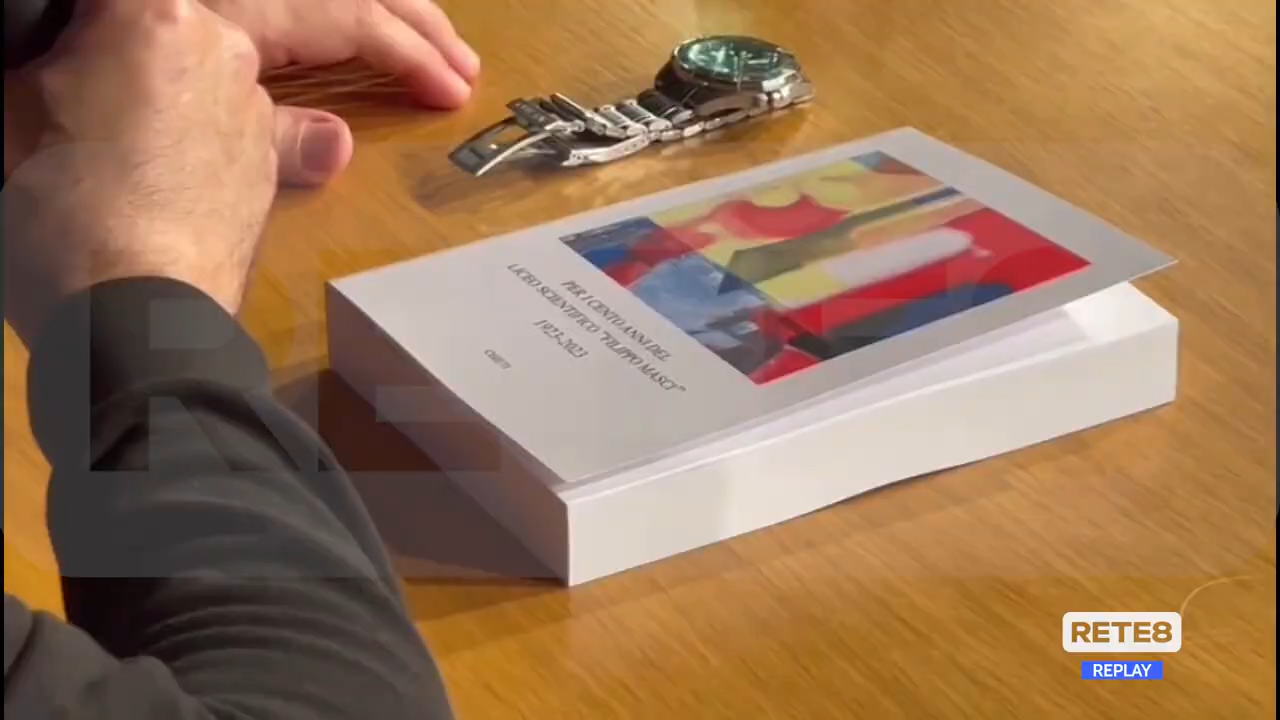 PER I CENTO ANNI DEL
LICEO SCIENTIFICO "FILIPPO MASCI"
1923-2023
CHIETI
RETE8
REPLAY